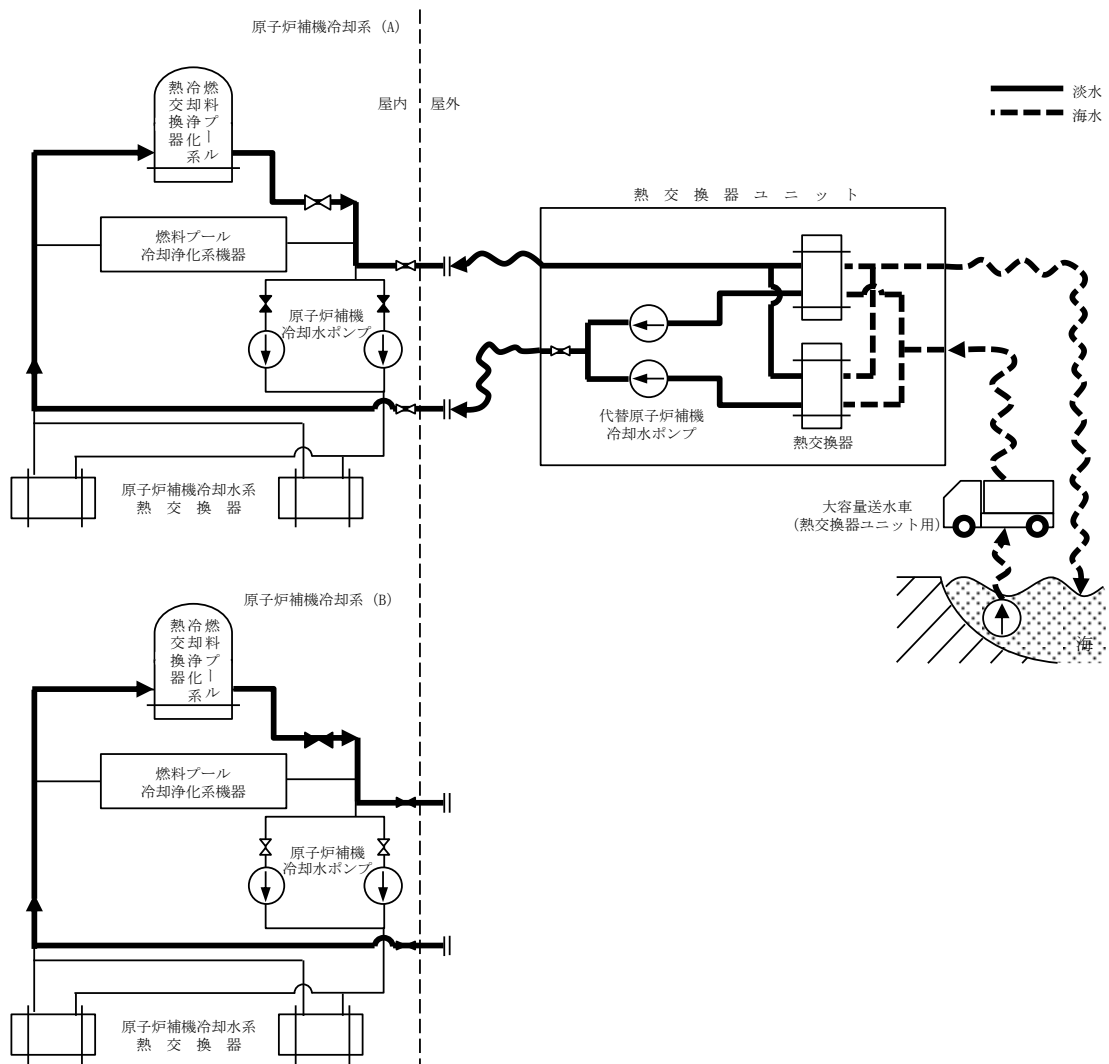 原子炉補機冷却系 (A)
屋内
屋外
淡水
海水
燃料プール
冷却浄化系
熱交換器
燃料プール
冷却浄化系機器
原子炉補機
冷却水ポンプ
原子炉補機冷却水系
熱交換器
熱交換器ユニット
代替原子炉補機
冷却水ポンプ
熱交換器
大容量送水車
(熱交換器ユニット用)
海
原子炉補機冷却系 (B)
燃料プール
冷却浄化系
熱交換器
燃料プール
冷却浄化系機器
原子炉補機
冷却水ポンプ
原子炉補機冷却水系
熱交換器